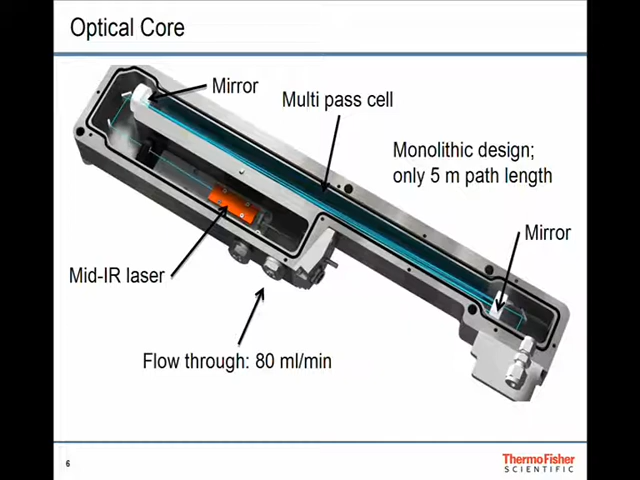 Optical Core
Mirror
Multi pass cell
Monolithic design;
only 5 m path length
Mirror
Mid-IR laser
Flow through: 80 ml/min
6
ThermoFisher
SCIENTIFIC